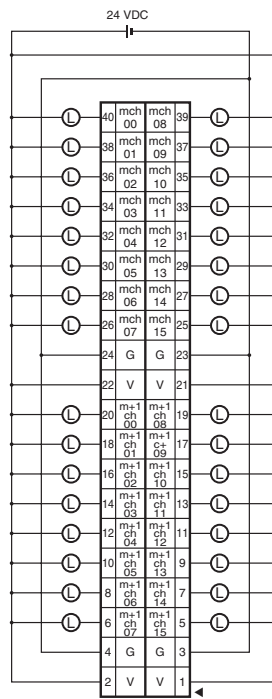 24 VDC
L 40 mch 00 mch 08 39 L
L 38 mch 01 mch 09 37 L
L 36 mch 02 mch 10 35 L
L 34 mch 03 mch 11 33 L
L 32 mch 04 mch 12 31 L
L 30 mch 05 mch 13 29 L
L 28 mch 06 mch 14 27 L
L 26 mch 07 mch 15 25 L
24 G G 23
22 V V 21
L 20 m+1 ch 00 m+1 ch 08 19 L
L 18 m+1 ch 01 m+1 c+ 09 17 L
L 16 m+1 ch 02 m+1 ch 10 15 L
L 14 m+1 ch 03 m+1 ch 11 13 L
L 12 m+1 ch 04 m+1 ch 12 11 L
L 10 m+1 ch 05 m+1 ch 13 9 L
L 8 m+1 ch 06 m+1 ch 14 7 L
L 6 m+1 ch 07 m+1 ch 15 5 L
4 G G 3
2 V V 1